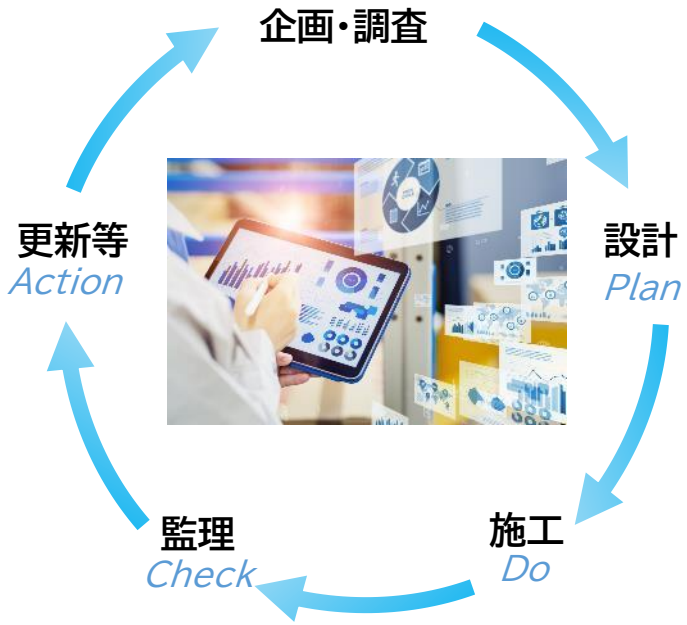 企画・調査
設計
Plan
施工
Do
監理
Check
更新等
Action